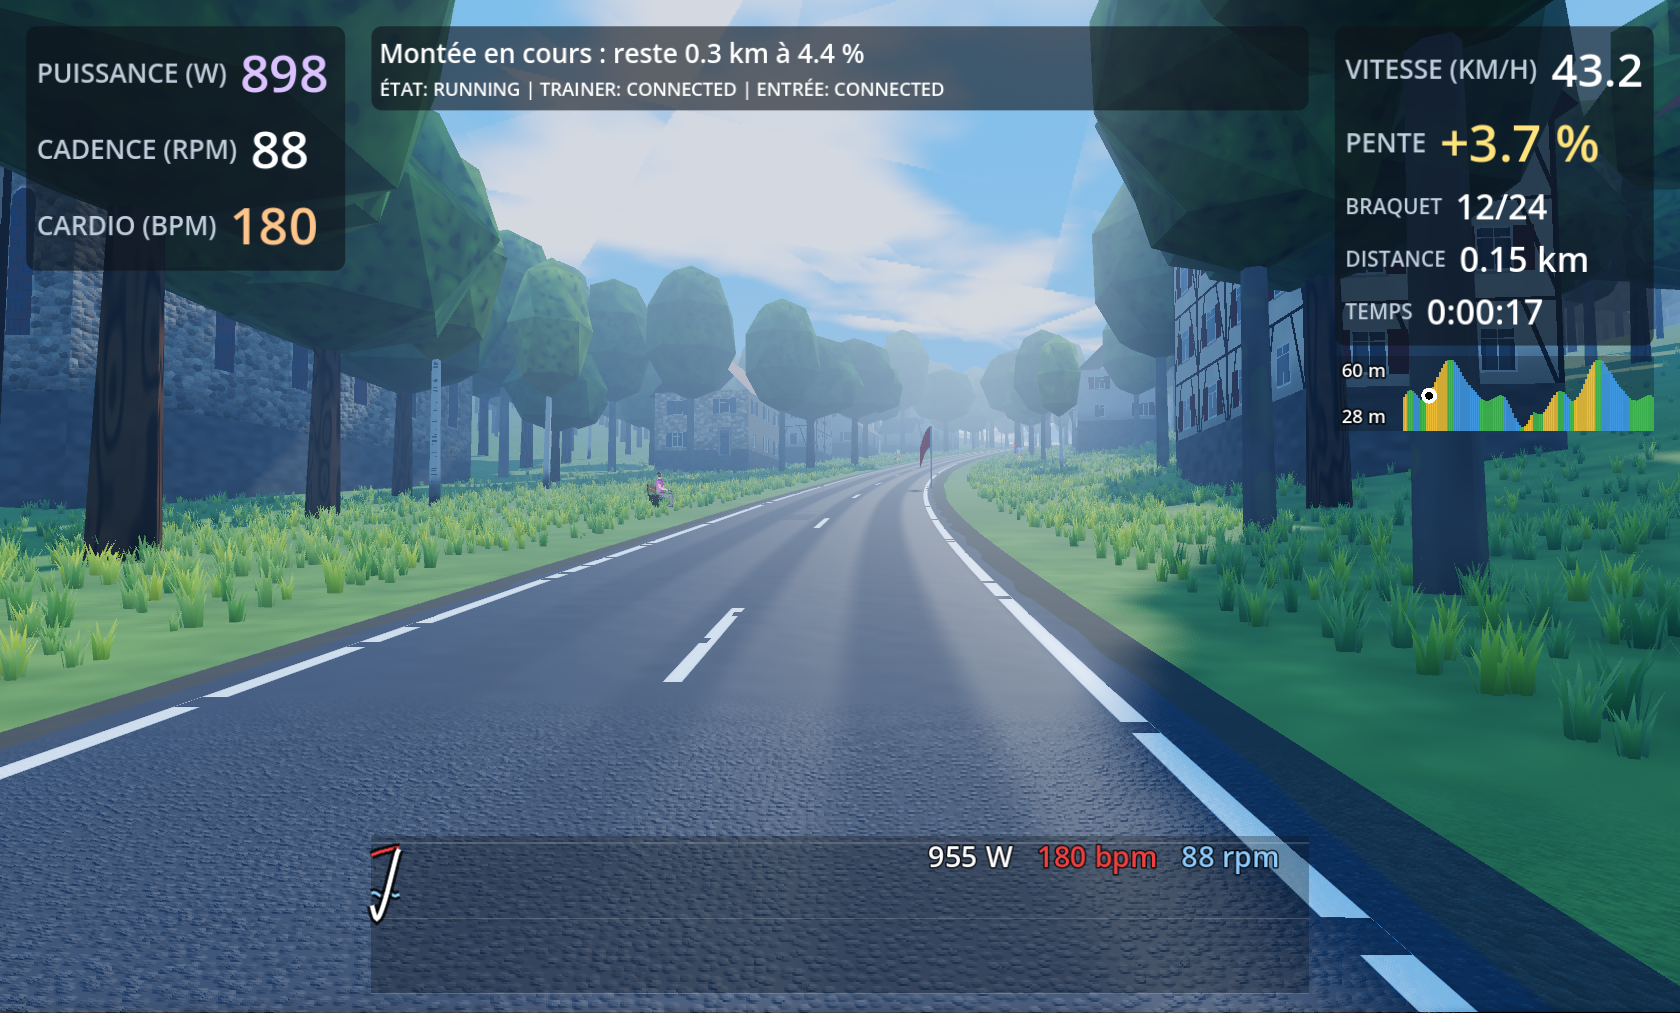 PUISSANCE (W) 898
CADENCE (RPM) 88
CARDIO (BPM) 180
Montée en cours : reste 0.3 km à 4.4 %
ÉTAT: RUNNING | TRAINER: CONNECTED | ENTRÉE: CONNECTED
VITESSE (KM/H) 43.2
PENTE +3.7 %
BRAQUET 12/24
DISTANCE 0.15 km
TEMPS 0:00:17
60 m
28 m
955 W 180 bpm 88 rpm